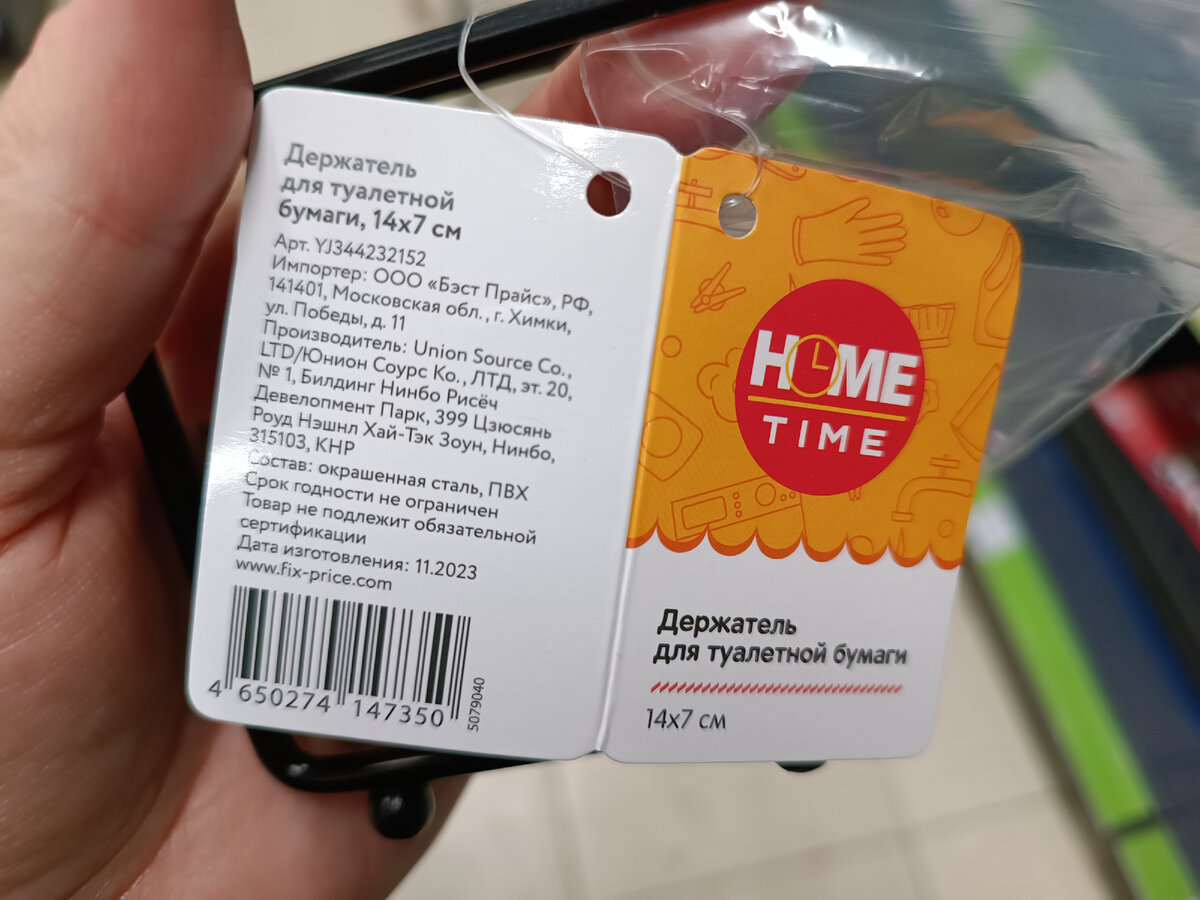 Держатель
для туалетной
бумаги, 14х7 см
Арт. YJ344232152
Импортер: ООО «Бэст Прайс», РФ,
141401, Московская обл., г. Химки,
ул. Победы, д. 11
Производитель: Union Source Co.,
LTD/Юнион Соурс Ко., ЛТД, эт. 20,
№ 1, Билдинг Нинбо Рисёч
Девелопмент Парк, 399 Цзюсянь
Роуд Нэшнл Хай-Тэк Зоун, Нинбо,
315103, КНР
Состав: окрашенная сталь, ПВХ
Срок годности не ограничен
Товар не подлежит обязательной
сертификации
Дата изготовления: 11.2023
www.fix-price.com
4 650274 147350
5079040
HOME
TIME
Держатель
для туалетной бумаги
14х7 см